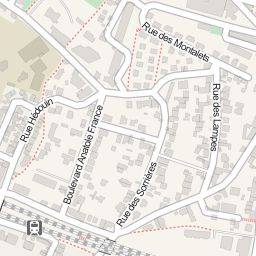 Rue des Montalets
Rue Hédouin
Boulevard Anatole France
Rue des Lampes
Rue des Sorrières